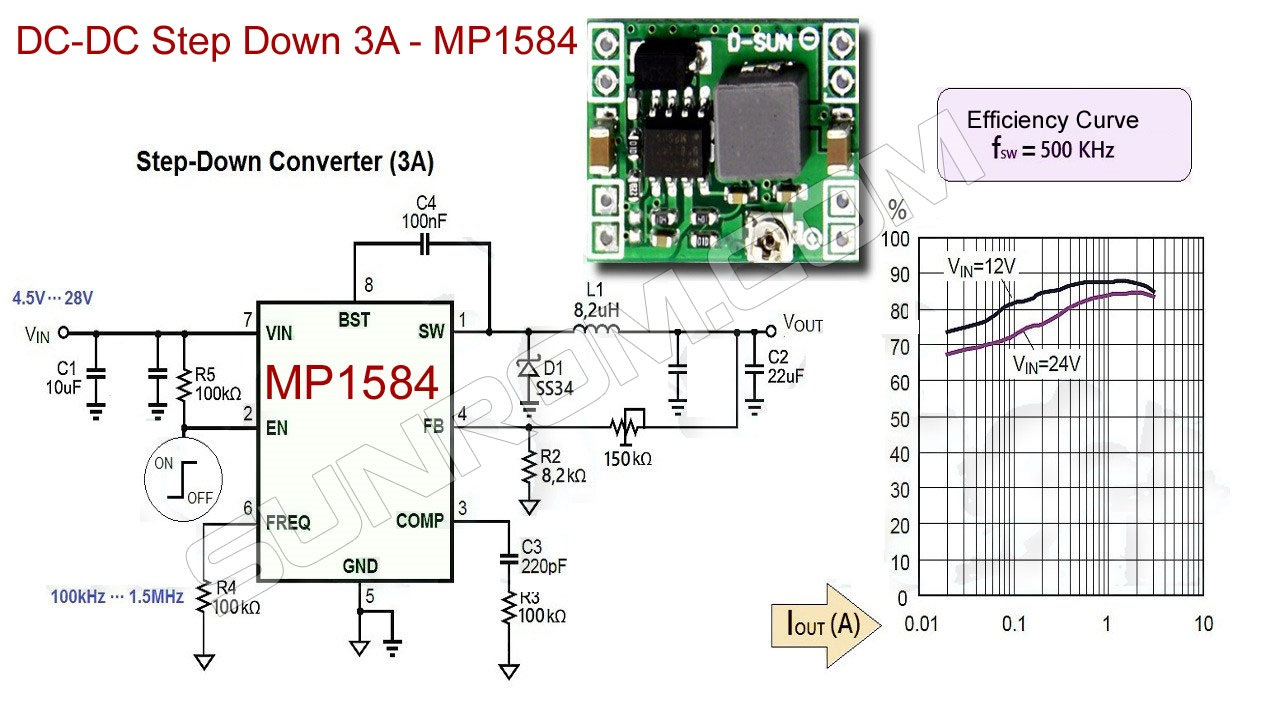 DC-DC Step Down 3A - MP1584
D-SUN
Efficiency Curve
fSW = 500 KHz
Step-Down Converter (3A)
C4
100nF
8
4.5V ··· 28V
VIN
7
VIN
BST
SW
1
L1
8,2uH
VOUT
C1
10uF
R5
100kΩ
MP1584
D1
SS34
C2
22uF
2
EN
FB
4
150kΩ
ON
OFF
R2
8,2kΩ
6
FREQ
COMP
3
C3
220pF
100kHz ··· 1.5MHz
R4
100kΩ
GND
5
R3
100kΩ
%
100
90
80
70
60
50
40
30
20
10
0
VIN=12V
VIN=24V
0.01
0.1
1
10
IOUT (A)
SUNROM.COM